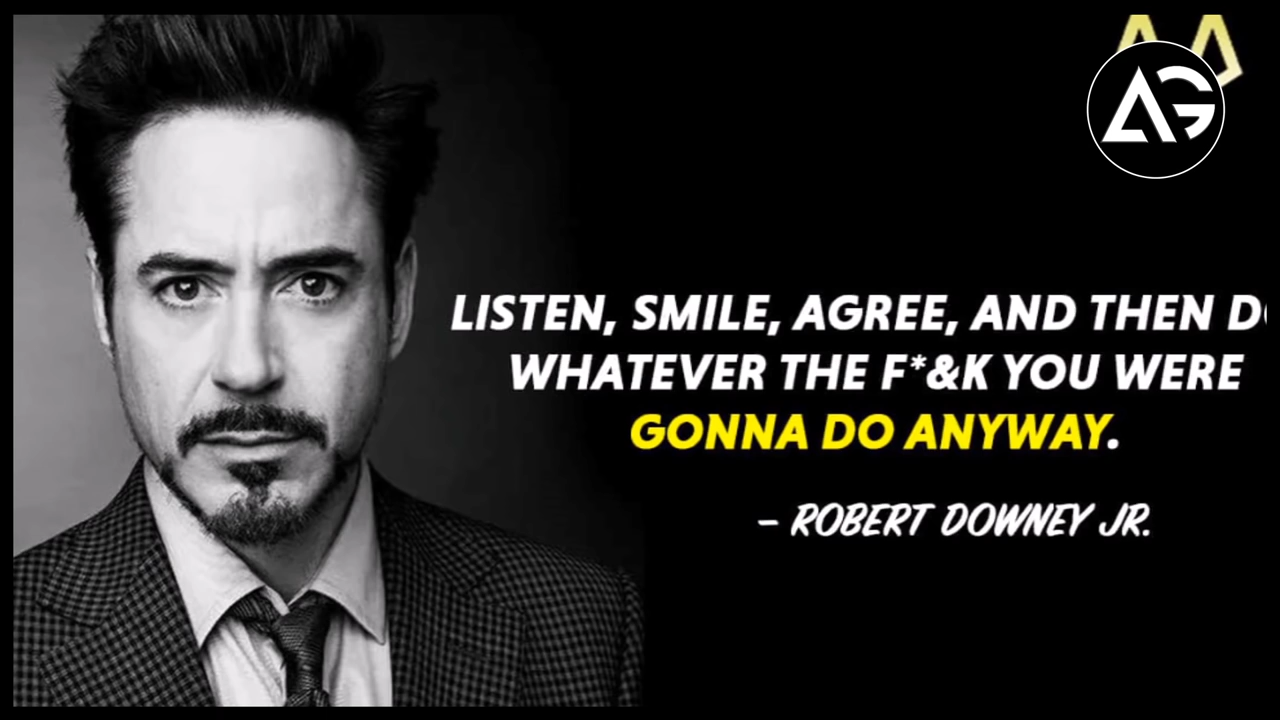 AG
LISTEN, SMILE, AGREE, AND THEN
WHATEVER THE F*&K YOU WERE
GONNA DO ANYWAY.
– ROBERT DOWNEY JR.